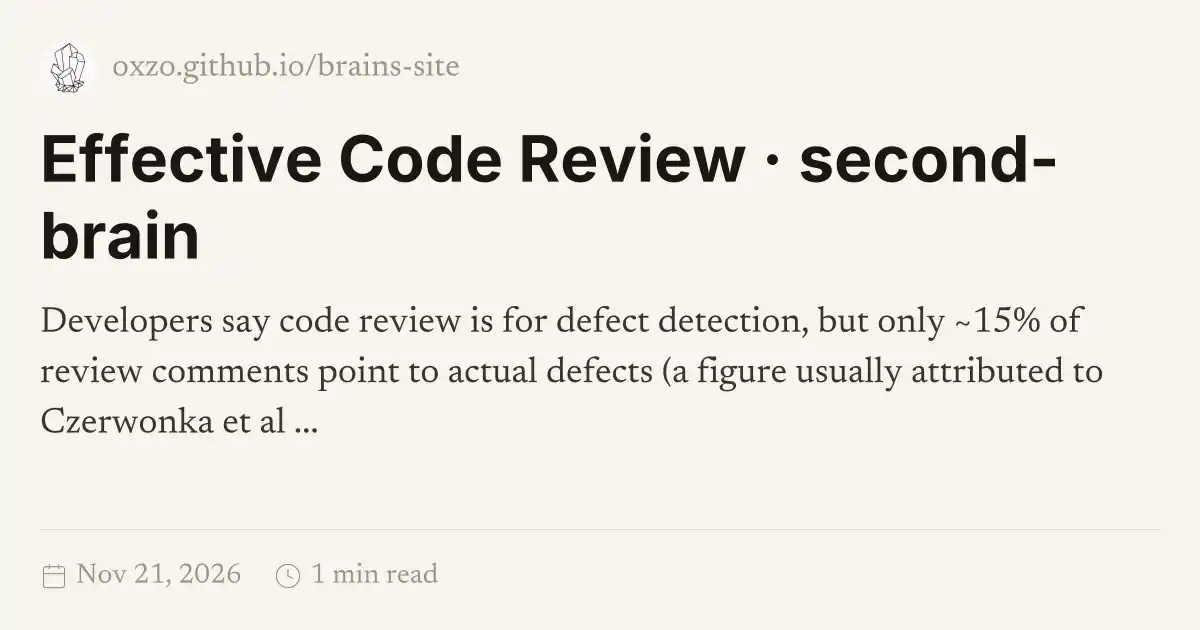 oxzo.github.io/brains-site
Effective Code Review · second-
brain
Developers say code review is for defect detection, but only ~15% of
review comments point to actual defects (a figure usually attributed to
Czerwonka et al ...
Nov 21, 2026 1 min read